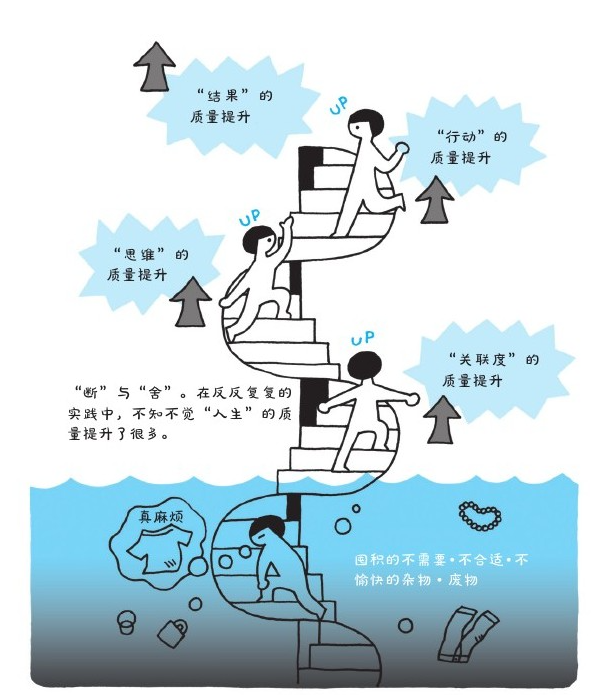 “结果”的
质量提升
UP
“行动”的
质量提升
UP
“思维”的
质量提升
UP
“关联度”的
质量提升
“断”与“舍”。在反反复复的
实践中，不知不觉“人生”的质
量提升了很多。
真麻烦
囤积的不需要·不合适·不
愉快的杂物·废物